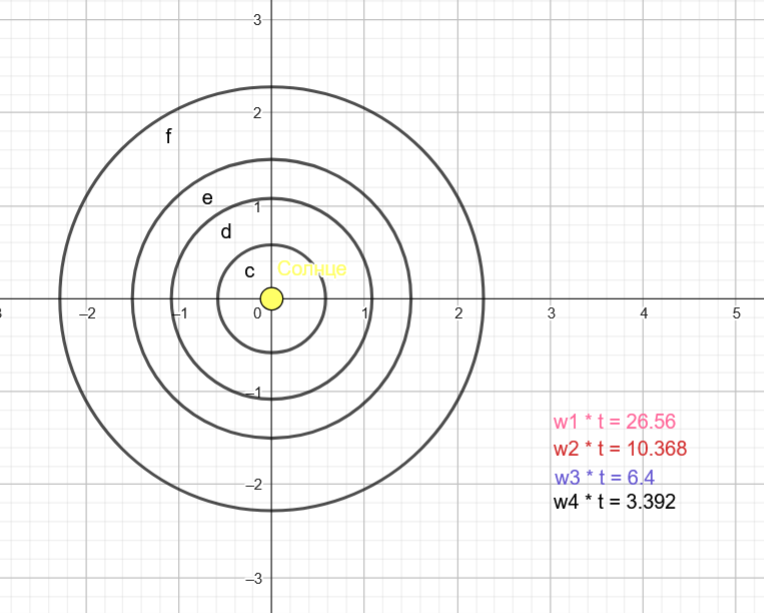 3
2
f
e
1
d
c
Солнце
3
–2
–1
0
1
2
3
4
5
–1
w1 * t = 26.56
w2 * t = 10.368
w3 * t = 6.4
–2
w4 * t = 3.392
–3